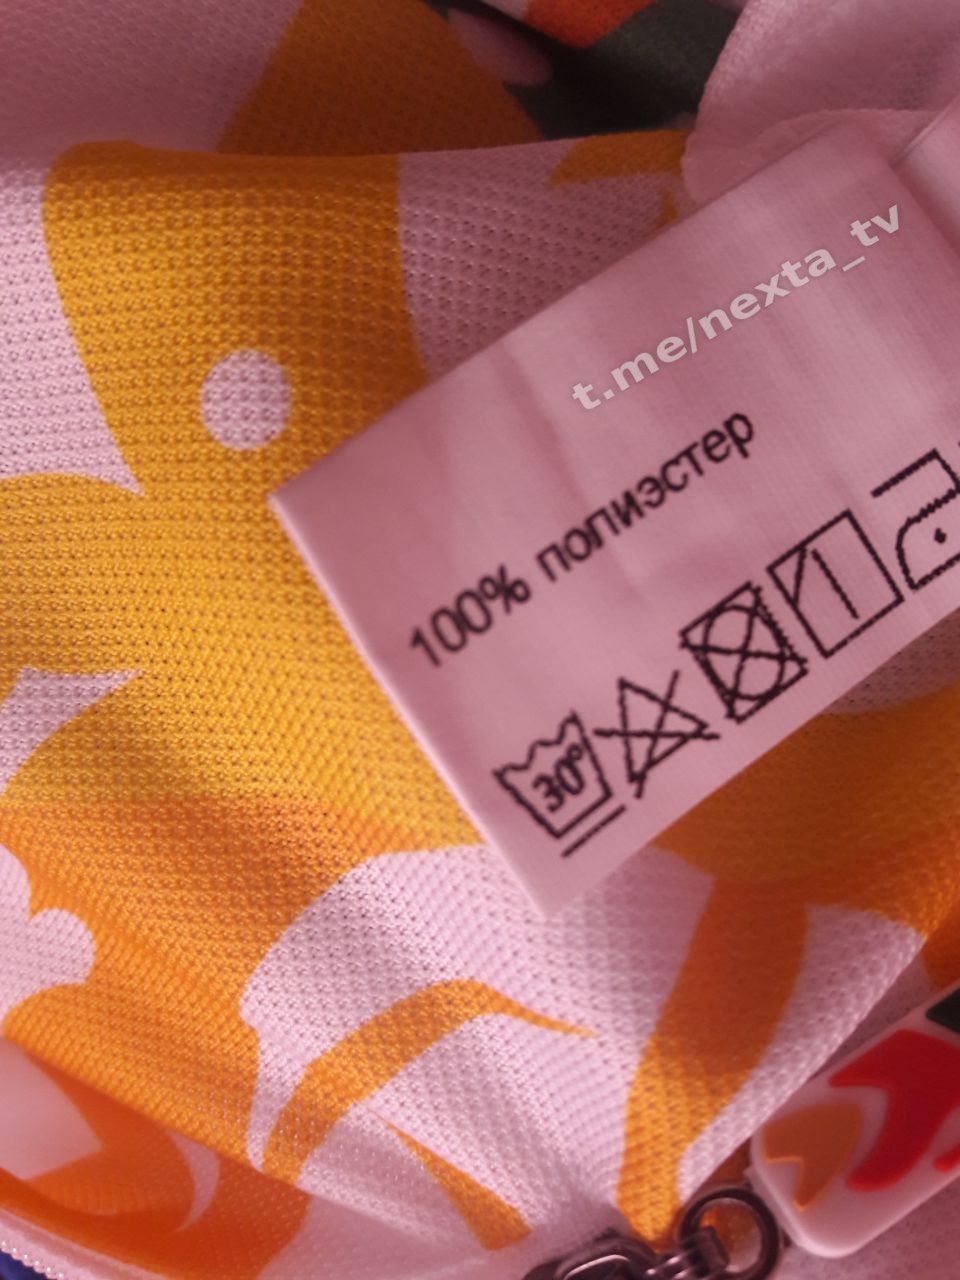 t.me/nexta_tv
100% полиэстер
30°